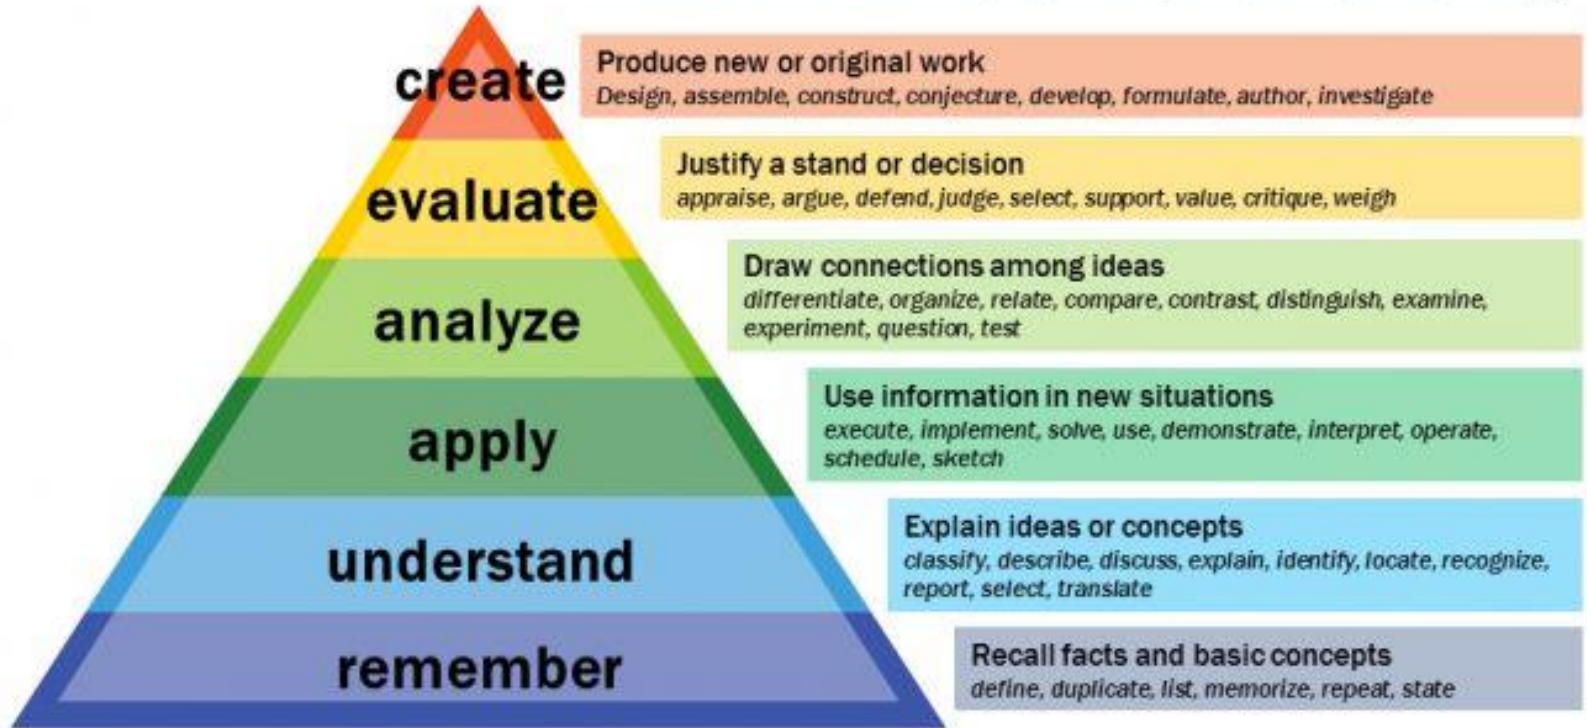 create
Produce new or original work
Design, assemble, construct, conjecture, develop, formulate, author, investigate
evaluate
Justify a stand or decision
appraise, argue, defend, judge, select, support, value, critique, weigh
analyze
Draw connections among ideas
differentiate, organize, relate, compare, contrast, distinguish, examine,
experiment, question, test
apply
Use information in new situations
execute, implement, solve, use, demonstrate, interpret, operate,
schedule, sketch
understand
Explain ideas or concepts
classify, describe, discuss, explain, identify, locate, recognize,
report, select, translate
remember
Recall facts and basic concepts
define, duplicate, list, memorize, repeat, state